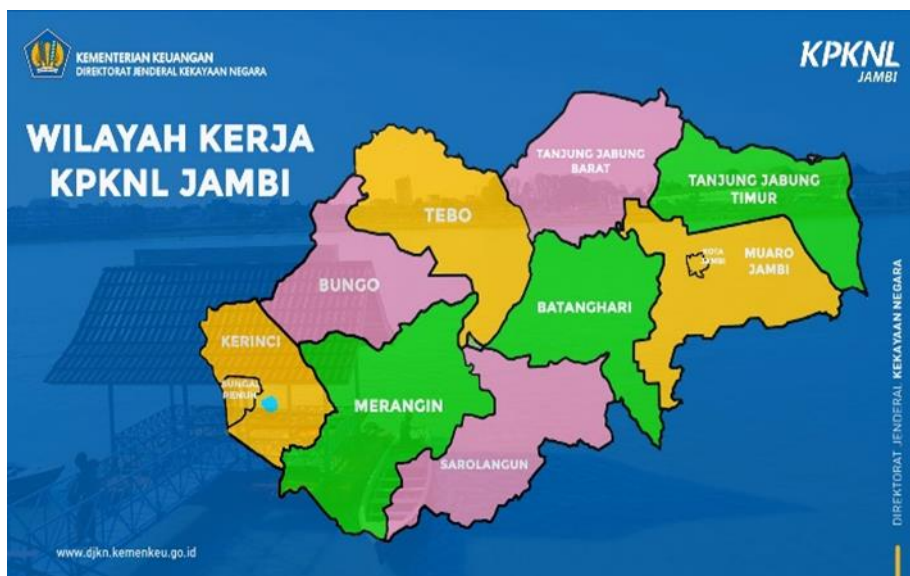 KEMENTERIAN KEUANGAN
DIREKTORAT JENDERAL KEKAYAAN NEGARA
KPKNL
JAMBI
WILAYAH KERJA
KPKNL JAMBI
TANJUNG JABUNG
BARAT
TANJUNG JABUNG
TIMUR
TEBO
KOTA
JAMBI
MUARO
JAMBI
BUNGO
BATANGHARI
KERINCI
SUNGAI
PENUH
MERANGIN
SAROLANGUN
DIREKTORAT JENDERAL KEKAYAAN NEGARA
www.djkn.kemenkeu.go.id